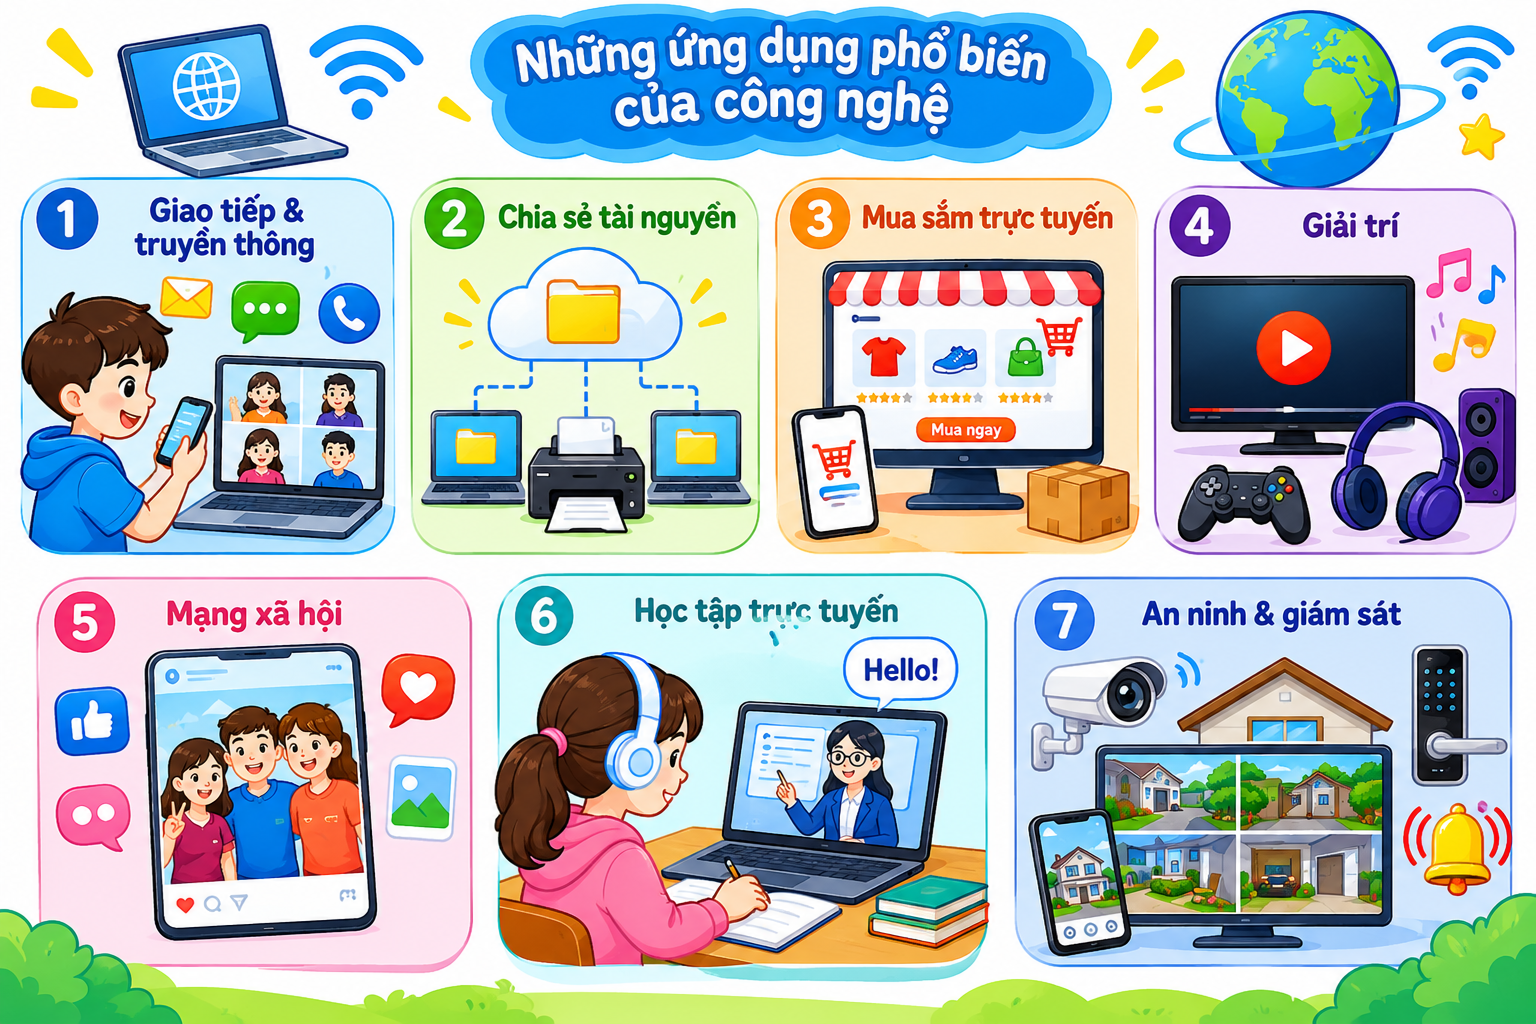 Những ứng dụng phổ biến
của công nghệ
1
Giao tiếp &
truyền thông
2
Chia sẻ tài nguyên
3
Mua sắm trực tuyến
Mua ngay
4
Giải trí
5
Mạng xã hội
6
Học tập trực tuyến
Hello!
7
An ninh & giám sát